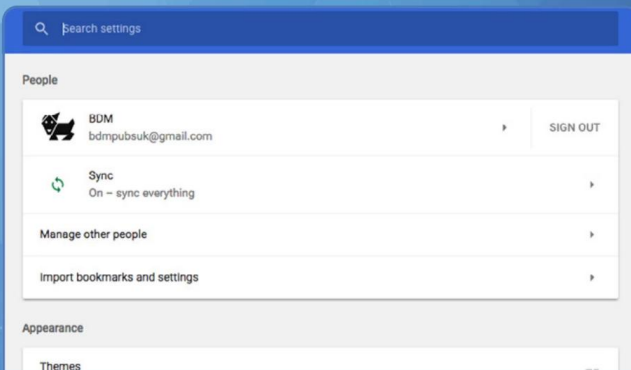 Search settings
People
BDM
bdmpubsuk@gmail.com
SIGN OUT
Sync
On – sync everything
Manage other people
Import bookmarks and settings
Appearance
Themes